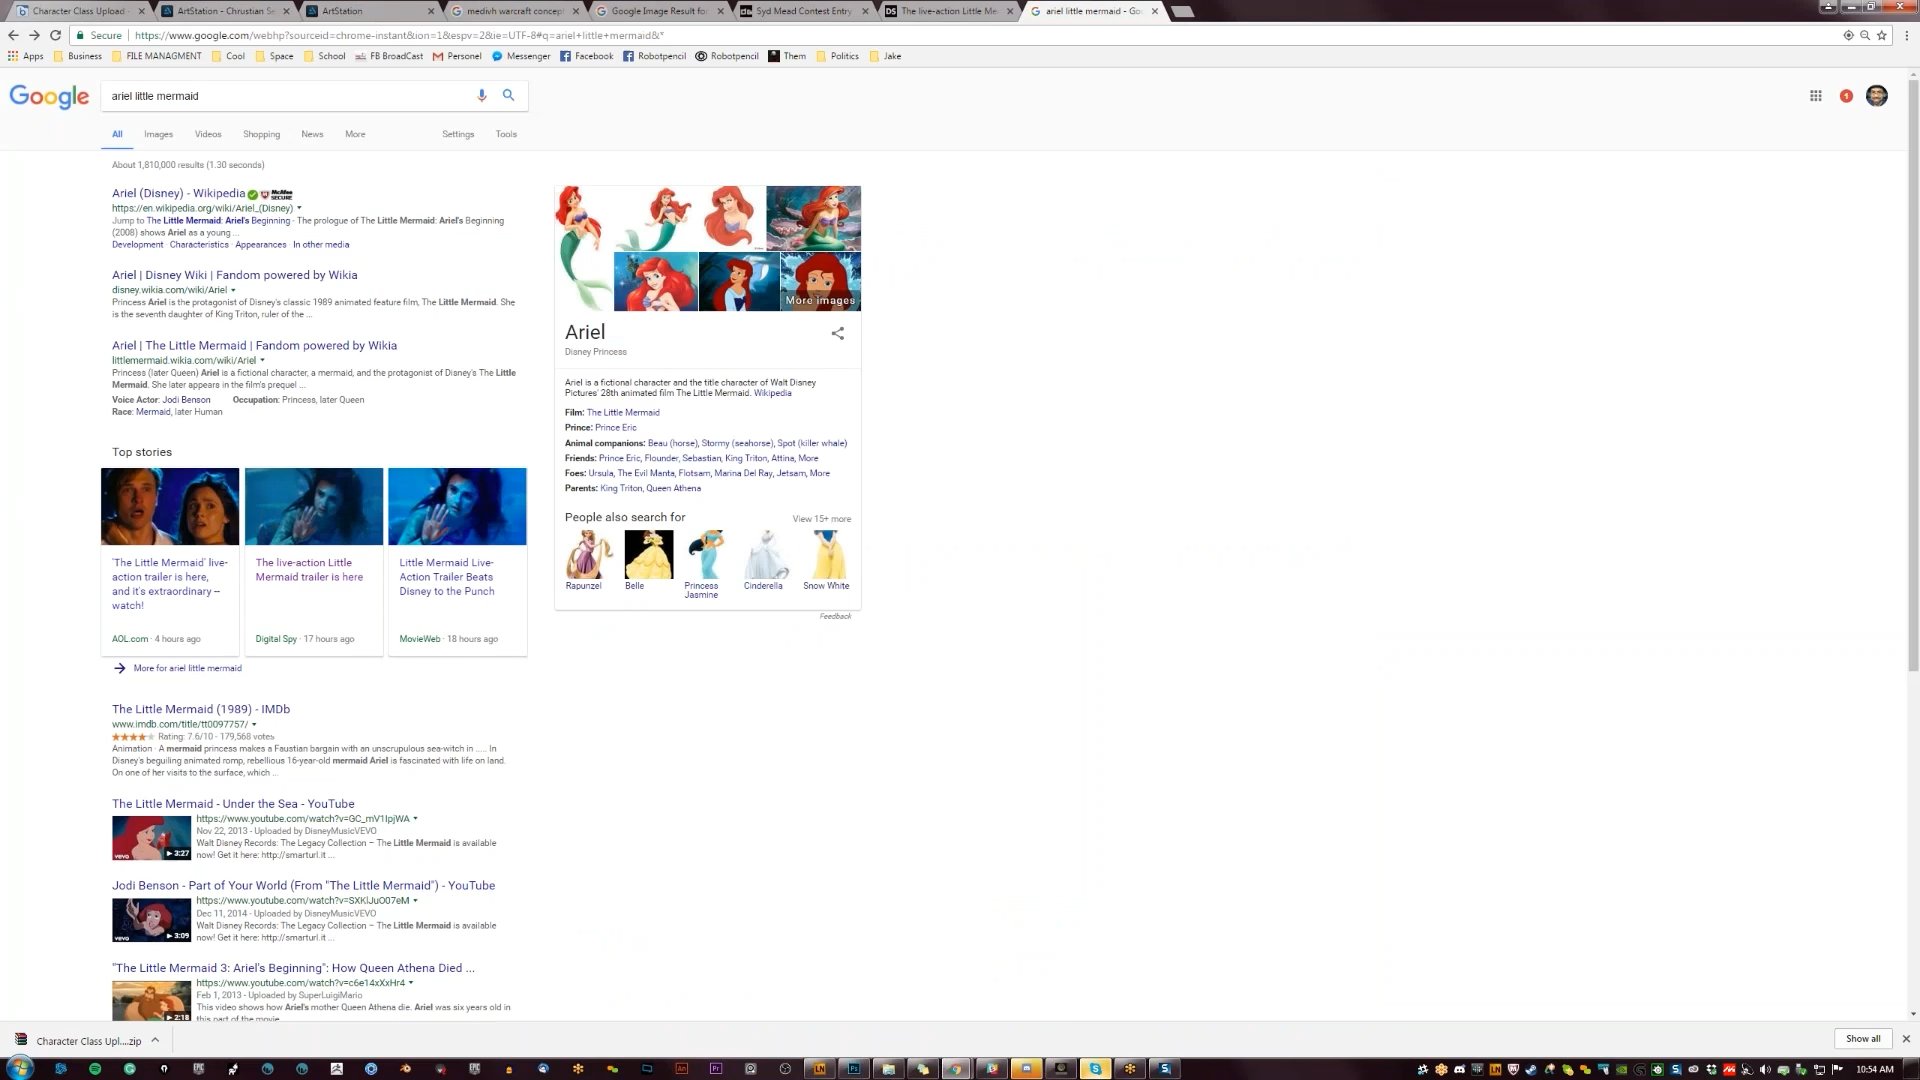 Character Class Upload.
ArtStation - Chrustian Se
ArtStation
medivh warcraft concept
Google Image Result for
Syd Mead Contest Entry
The live-action Little Me
ariel little mermaid - Goo
Secure
https://www.google.com/webhp?sourceid=chrome-instant&ion=1&espv=2&ie=UTF-8#q=ariel+little+mermaid&*
Apps Business FILE MANAGMENT Cool Space School FB BroadCast Personel Messenger Facebook Robotpencil Robotpencil Them Politics Jake
Google
ariel little mermaid
1
All Images Videos Shopping News More Settings Tools
About 1,810,000 results (1.30 seconds)
Ariel (Disney) - Wikipedia McAfee SECURE
https://en.wikipedia.org/wiki/Ariel_(Disney)
Jump to The Little Mermaid: Ariel's Beginning - The prologue of The Little Mermaid: Ariel's Beginning
(2008) shows Ariel as a young ...
Development · Characteristics · Appearances · In other media
Ariel | Disney Wiki | Fandom powered by Wikia
disney.wikia.com/wiki/Ariel
Princess Ariel is the protagonist of Disney's classic 1989 animated feature film, The Little Mermaid. She
is the seventh daughter of King Triton, ruler of the ...
Ariel | The Little Mermaid | Fandom powered by Wikia
littlemermaid.wikia.com/wiki/Ariel
Princess (later Queen) Ariel is a fictional character, a mermaid, and the protagonist of Disney's The Little
Mermaid. She later appears in the film's prequel ...
Voice Actor: Jodi Benson Occupation: Princess, later Queen
Race: Mermaid, later Human
Top stories
'The Little Mermaid' live-
action trailer is here,
and it's extraordinary –
watch!
AOL.com · 4 hours ago
The live-action Little
Mermaid trailer is here
Digital Spy · 17 hours ago
Little Mermaid Live-
Action Trailer Beats
Disney to the Punch
MovieWeb · 18 hours ago
More for ariel little mermaid
The Little Mermaid (1989) - IMDb
www.imdb.com/title/tt0097757/
Rating: 7.6/10 - 179,568 votes
Animation · A mermaid princess makes a Faustian bargain with an unscrupulous sea-witch in ..... In
Disney's beguiling animated romp, rebellious 16-year-old mermaid Ariel is fascinated with life on land.
On one of her visits to the surface, which ...
The Little Mermaid - Under the Sea - YouTube
https://www.youtube.com/watch?v=GC_mV1IpjWA
Nov 22, 2013 - Uploaded by DisneyMusicVEVO
Walt Disney Records: The Legacy Collection – The Little Mermaid is available
now! Get it here: http://smarturl.it ...
vevo 3:27
Jodi Benson - Part of Your World (From "The Little Mermaid") - YouTube
https://www.youtube.com/watch?v=SXKlJuO07eM
Dec 11, 2014 - Uploaded by DisneyMusicVEVO
Walt Disney Records: The Legacy Collection – The Little Mermaid is available
now! Get it here: http://smarturl.it ...
vevo 3:09
"The Little Mermaid 3: Ariel's Beginning": How Queen Athena Died ...
https://www.youtube.com/watch?v=c6e14xXxHr4
Feb 1, 2013 - Uploaded by SuperLuigiMario
This video shows how Ariel's mother Queen Athena die. Ariel was six years old in
this part of the movie.
2:18
More images
Ariel
Disney Princess
Ariel is a fictional character and the title character of Walt Disney
Pictures' 28th animated film The Little Mermaid. Wikipedia
Film: The Little Mermaid
Prince: Prince Eric
Animal companions: Beau (horse), Stormy (seahorse), Spot (killer whale)
Friends: Prince Eric, Flounder, Sebastian, King Triton, Attina, More
Foes: Ursula, The Evil Manta, Flotsam, Marina Del Ray, Jetsam, More
Parents: King Triton, Queen Athena
People also search for View 15+ more
Rapunzel
Belle
Princess
Jasmine
Cinderella
Snow White
Feedback
Character Class Upl....zip
Show all
An Pr LN Ps
10:54 AM